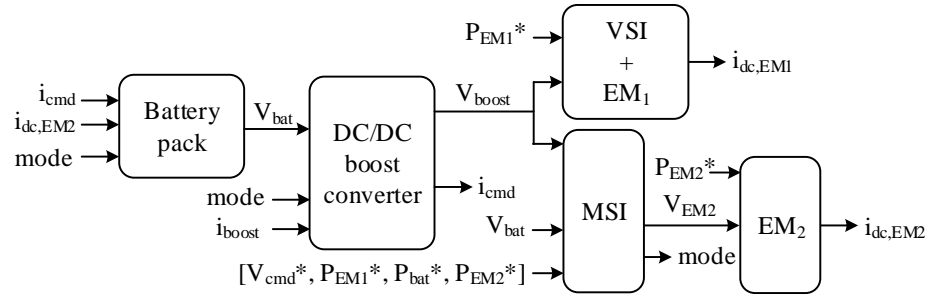 P_EM1*
VSI
+
EM_1
i_dc,EM1
i_cmd
i_dc,EM2
mode
Battery
pack
V_bat
DC/DC
boost
converter
mode
i_boost
V_boost
i_cmd
V_bat
[V_cmd*, P_EM1*, P_bat*, P_EM2*]
MSI
P_EM2*
V_EM2
mode
EM_2
i_dc,EM2